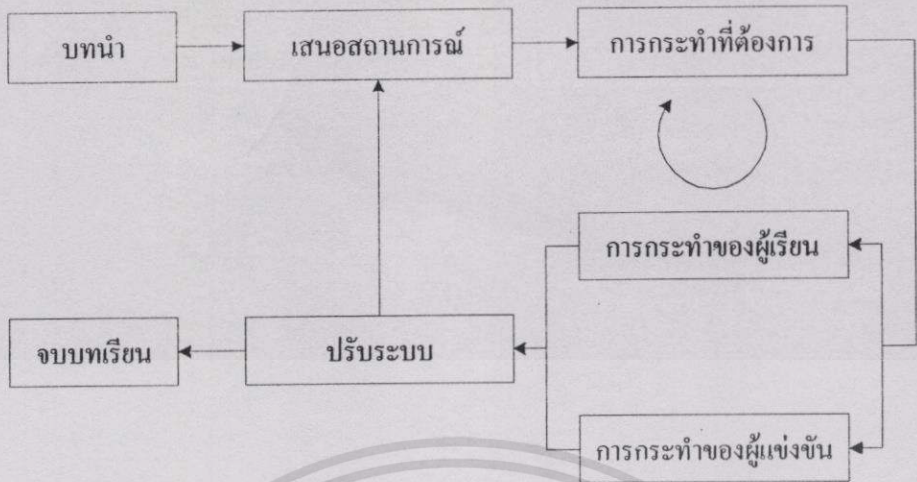 บทนำ
เสนอสถานการณ์
การกระทำที่ต้องการ
การกระทำของผู้เรียน
จบบทเรียน
ปรับระบบ
การกระทำของผู้แข่งขัน